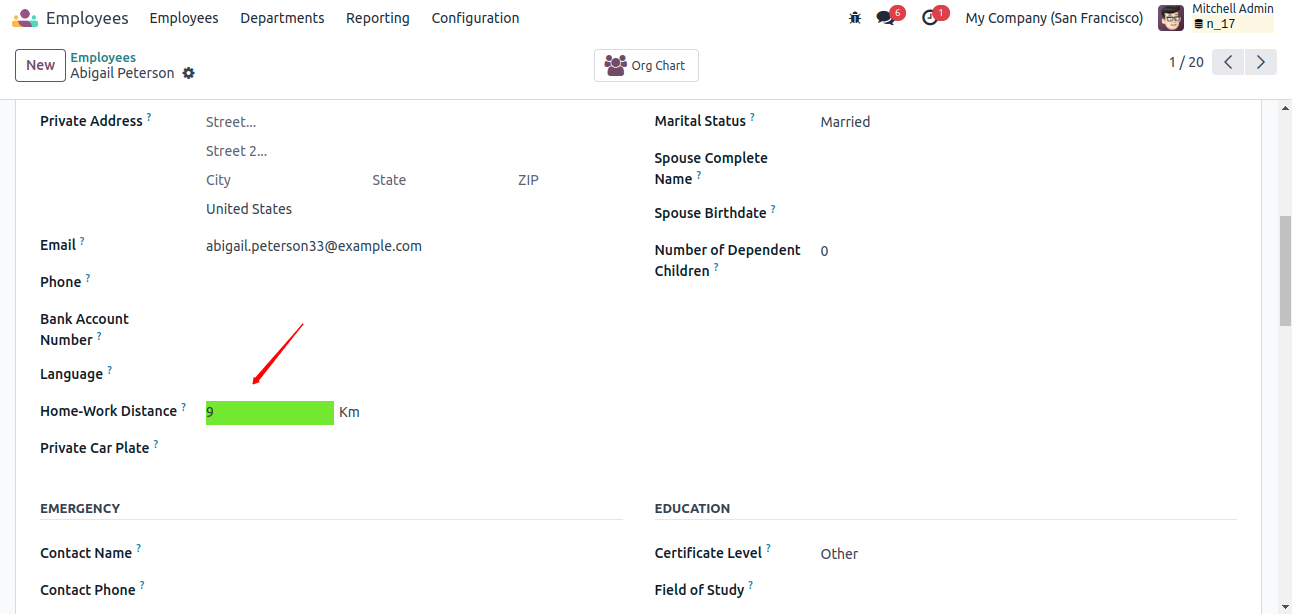 Employees Employees Departments Reporting Configuration 6 1 My Company (San Francisco) Mitchell Admin
n_17
New Employees
Abigail Peterson
Org Chart
1 / 20
Private Address ?
Street...
Street 2...
City State ZIP
United States
Email ? abigail.peterson33@example.com
Phone ?
Bank Account
Number ?
Language ?
Home-Work Distance ? 9 Km
Private Car Plate ?
Marital Status ? Married
Spouse Complete
Name ?
Spouse Birthdate ?
Number of Dependent
Children ? 0
EMERGENCY
Contact Name ?
Contact Phone ?
EDUCATION
Certificate Level ? Other
Field of Study ?